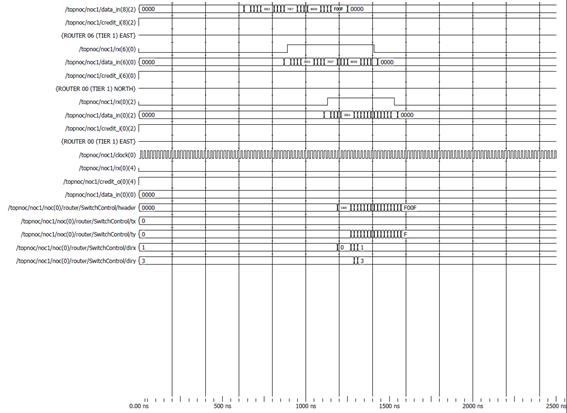 /topnoc/noc1/data_in(8)(2) 0000 F00F 0000
/topnoc/noc1/credit_i(8)(2)
{ROUTER 06 (TIER 1) EAST}
/topnoc/noc1/rx(6)(0)
/topnoc/noc1/data_in(6)(0) 0000 0000
/topnoc/noc1/credit_i(6)(0)
{ROUTER 00 (TIER 1) NORTH}
/topnoc/noc1/rx(0)(2)
/topnoc/noc1/data_in(0)(2) 0000 0000
/topnoc/noc1/credit_i(0)(2)
{ROUTER 00 (TIER 1) EAST}
/topnoc/noc1/clock(0)
/topnoc/noc1/rx(0)(4)
/topnoc/noc1/credit_o(0)(4)
/topnoc/noc1/data_in(0)(0) 0000
/topnoc/noc1/noc(0)/router/SwitchControl/header 0000 F00F
/topnoc/noc1/noc(0)/router/SwitchControl/tx 0
/topnoc/noc1/noc(0)/router/SwitchControl/ty 0 F
/topnoc/noc1/noc(0)/router/SwitchControl/dirx 1 0 1
/topnoc/noc1/noc(0)/router/SwitchControl/diry 3 3
0.00 ns 500 ns 1000 ns 1500 ns 2000 ns 2500 ns